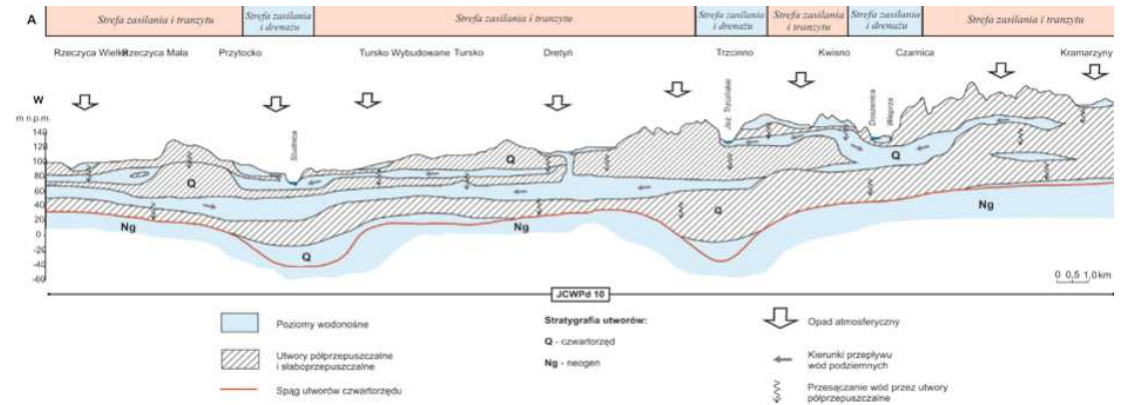 A
Strefa zasilania i tranzytu
Strefa zasilania
i drenażu
Strefa zasilania i tranzytu
Strefa zasilania
i drenażu
Strefa zasilania
i tranzytu
Strefa zasilania
i drenażu
Strefa zasilania i tranzytu
Rzeczyca Wielka
Rzeczyca Mała
Przytocko
Tursko Wybudowane
Tursko
Dretyń
Trzcinno
Kwisno
Czarnica
Kramarzyny
W
m n.p.m.
140
120
100
80
60
40
20
0
-20
-40
-60
Studnica
Doszenica
Wieprza
Q
Q
Q
Q
Q
Ng
Ng
Ng
0 0,5 1,0 km
JCWPd 10
Poziomy wodonośne
Utwory półprzepuszczalne
i słaboprzepuszczalne
Spąg utworów czwartorzędu
Stratygrafia utworów:
Q - czwartorzęd
Ng - neogen
Opad atmosferyczny
Kierunki przepływu
wód podziemnych
Przesączanie wód przez utwory
półprzepuszczalne